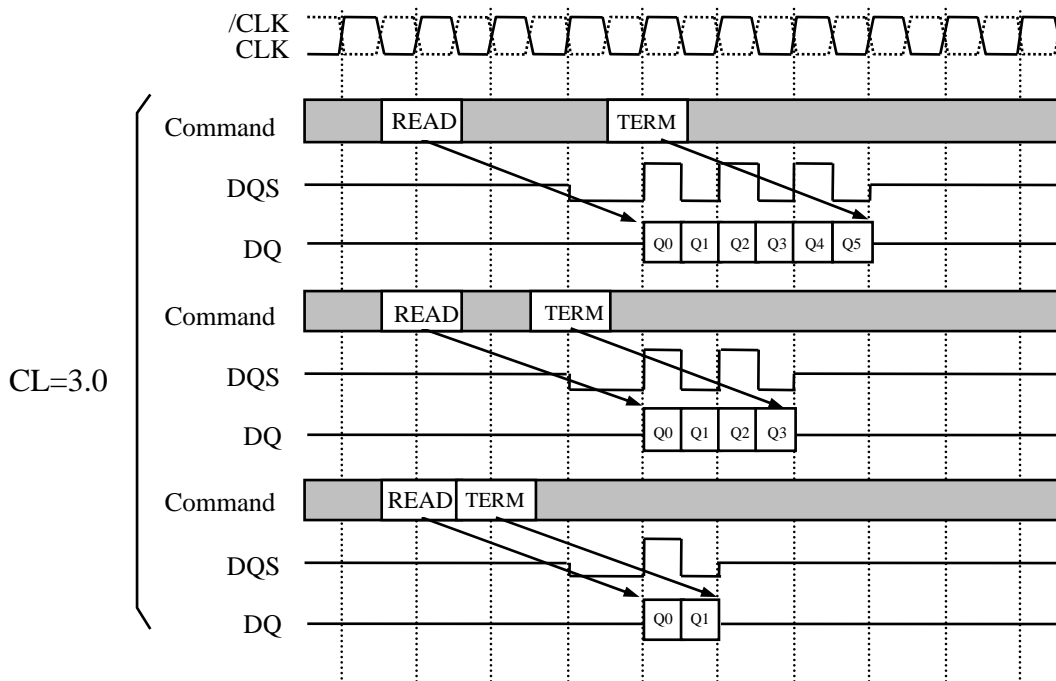 /CLK
CLK
Command READ TERM
DQS
DQ Q0 Q1 Q2 Q3 Q4 Q5
Command READ TERM
CL=3.0
DQS
DQ Q0 Q1 Q2 Q3
Command READ TERM
DQS
DQ Q0 Q1